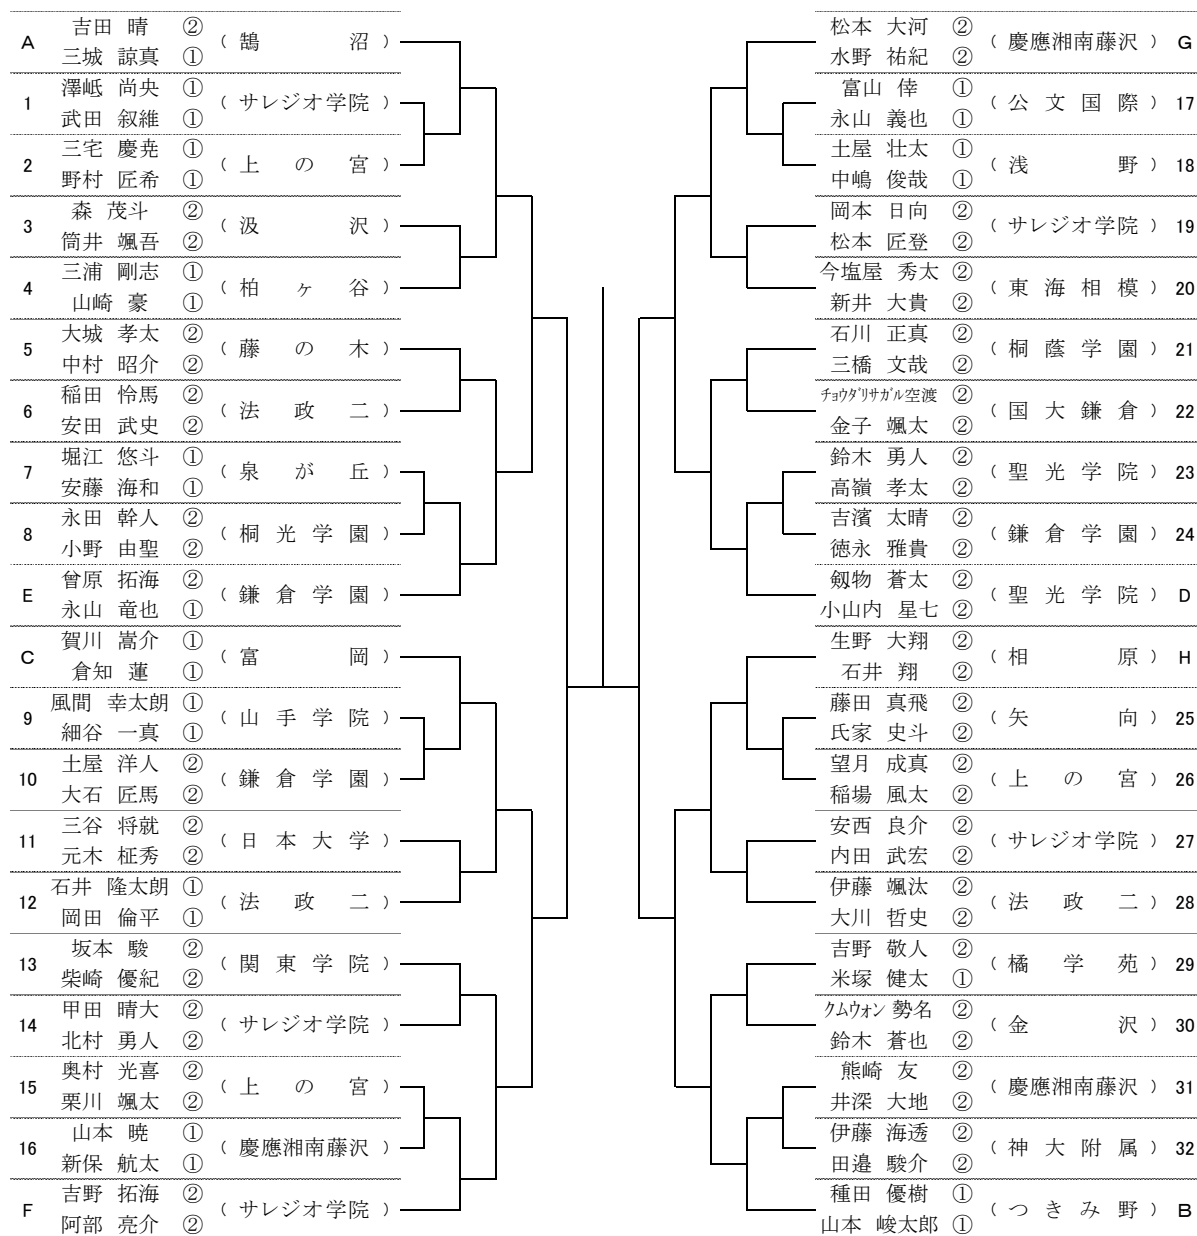 A 吉田 晴 ② （ 鵠 沼 ）
三城 諒真 ①
1 澤岻 尚央 ① （ サレジオ学院 ）
武田 叙維 ①
2 三宅 慶尭 ① （ 上 の 宮 ）
野村 匠希 ①
3 森 茂斗 ② （ 汲 沢 ）
筒井 颯吾 ②
4 三浦 剛志 ① （ 柏 ヶ 谷 ）
山崎 豪 ①
5 大城 孝太 ② （ 藤 の 木 ）
中村 昭介 ②
6 稲田 怜馬 ② （ 法 政 二 ）
安田 武史 ②
7 堀江 悠斗 ① （ 泉 が 丘 ）
安藤 海和 ①
8 永田 幹人 ② （ 桐 光 学 園 ）
小野 由聖 ②
E 曾原 拓海 ② （ 鎌 倉 学 園 ）
永山 竜也 ①
C 賀川 嵩介 ① （ 富 岡 ）
倉知 蓮 ①
9 風間 幸太朗 ① （ 山 手 学 院 ）
細谷 一真 ①
10 土屋 洋人 ② （ 鎌 倉 学 園 ）
大石 匠馬 ②
11 三谷 将就 ② （ 日 本 大 学 ）
元木 柾秀 ②
12 石井 隆太朗 ① （ 法 政 二 ）
岡田 倫平 ①
13 坂本 駿 ② （ 関 東 学 院 ）
柴崎 優紀 ②
14 甲田 晴大 ② （ サレジオ学院 ）
北村 勇人 ②
15 奥村 光喜 ② （ 上 の 宮 ）
栗川 颯太 ②
16 山本 暁 ① （ 慶應湘南藤沢 ）
新保 航太 ①
F 吉野 拓海 ② （ サレジオ学院 ）
阿部 亮介 ②
松本 大河 ② （ 慶應湘南藤沢 ） G
水野 祐紀 ②
富山 倖 ① （ 公 文 国 際 ） 17
永山 義也 ①
土屋 壮太 ① （ 浅 野 ） 18
中嶋 俊哉 ①
岡本 日向 ② （ サレジオ学院 ） 19
松本 匠登 ②
今塩屋 秀太 ② （ 東 海 相 模 ） 20
新井 大貴 ②
石川 正真 ② （ 桐 蔭 学 園 ） 21
三橋 文哉 ②
チョウダリサガル空渡 ② （ 国 大 鎌 倉 ） 22
金子 颯太 ②
鈴木 勇人 ② （ 聖 光 学 院 ） 23
高嶺 孝太 ②
吉濱 太晴 ② （ 鎌 倉 学 園 ） 24
徳永 雅貴 ②
剱物 蒼太 ② （ 聖 光 学 院 ） D
小山内 星七 ②
生野 大翔 ② （ 相 原 ） H
石井 翔 ②
藤田 真飛 ② （ 矢 向 ） 25
氏家 史斗 ②
望月 成真 ② （ 上 の 宮 ） 26
稲場 風太 ②
安西 良介 ② （ サレジオ学院 ） 27
内田 武宏 ②
伊藤 颯汰 ② （ 法 政 二 ） 28
大川 哲史 ②
吉野 敬人 ② （ 橘 学 苑 ） 29
米塚 健太 ①
クムウォン 勢名 ② （ 金 沢 ） 30
鈴木 蒼也 ②
熊崎 友 ② （ 慶應湘南藤沢 ） 31
井深 大地 ②
伊藤 海透 ② （ 神 大 附 属 ） 32
田邉 駿介 ②
種田 優樹 ① （ つ き み 野 ） B
山本 峻太郎 ①